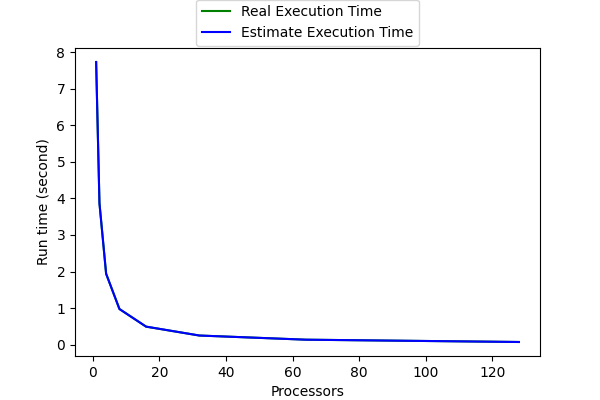 Real Execution Time
Estimate Execution Time
8
7
6
5
4
3
2
1
0
Run time (second)
0 20 40 60 80 100 120
Processors